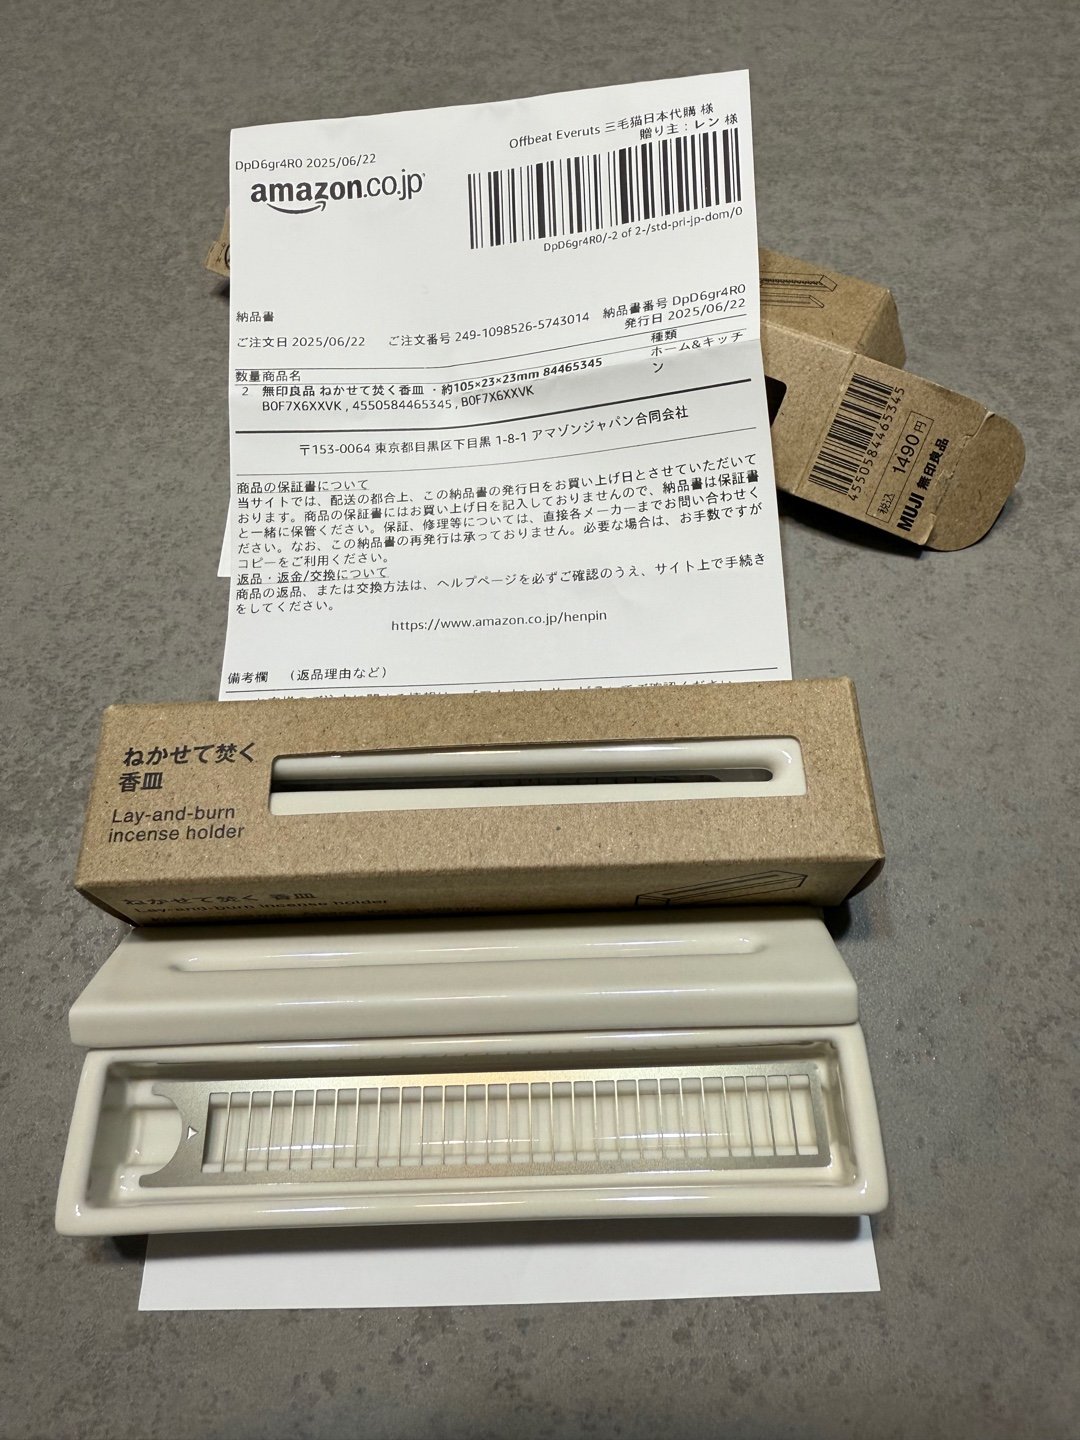 DpD6gr4R0 2025/06/22
amazon.co.jp
Offbeat Everuts 三毛猫日本代購 様
贈り主：レン 様
DpD6gr4R0/-2 of 2-/std-pri-jp-dom/0
納品書
納品書番号 DpD6gr4R0
ご注文日 2025/06/22 ご注文番号 249-1098526-5743014 発行日 2025/06/22
数量 商品名 種類
2 無印良品 ねかせて焚く香皿 ・約105×23×23mm 84465345 ホーム&キッチン
B0F7X6XXVK , 4550584465345 , B0F7X6XXVK
〒153-0064 東京都目黒区下目黒 1-8-1 アマゾンジャパン合同会社
商品の保証書について
当サイトでは、配送の都合上、この納品書の発行日をお買い上げ日とさせていただいて
おります。商品の保証書にはお買い上げ日を記入しておりませんので、納品書は保証書
と一緒に保管ください。保証、修理等については、直接各メーカーまでお問い合わせく
ださい。なお、この納品書の再発行は承っておりません。必要な場合は、お手数ですが
コピーをご利用ください。
返品・返金/交換について
商品の返品、または交換方法は、ヘルプページを必ずご確認のうえ、サイト上で手続き
をしてください。
https://www.amazon.co.jp/henpin
備考欄 （返品理由など）
4550584465345
税込 1490円
MUJI 無印良品
ねかせて焚く
香皿
Lay-and-burn
incense holder
ねかせて焚く 香皿
Lay-and-burn incense holder